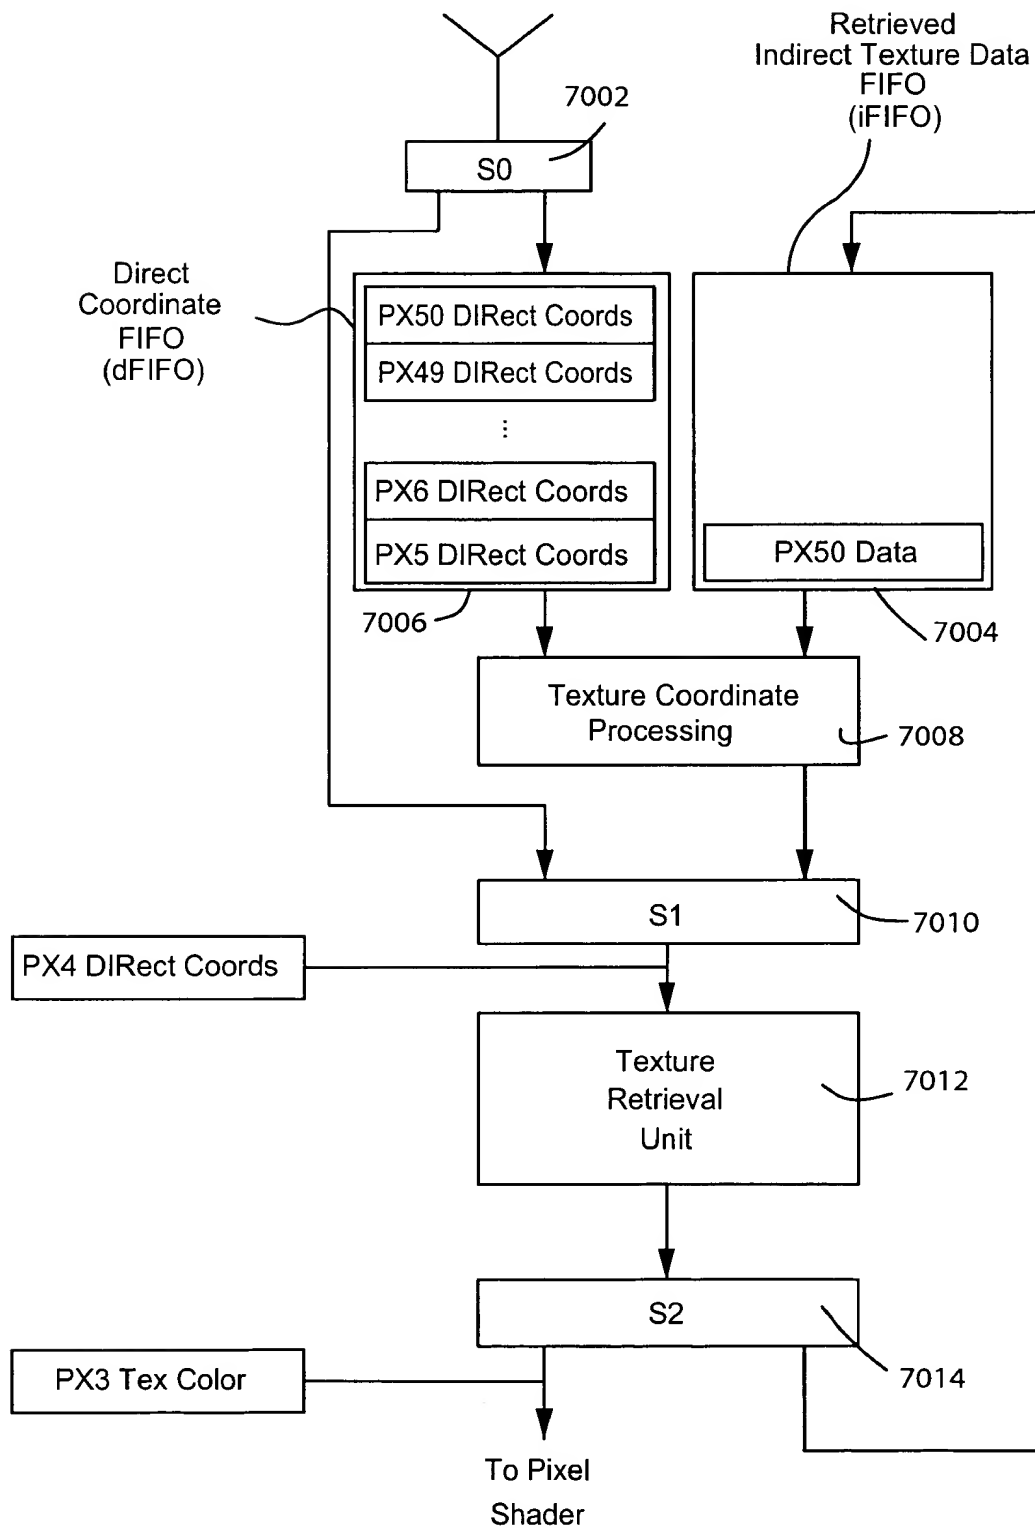 Retrieved
Indirect Texture Data
FIFO
(iFIFO)
7002
S0
Direct
Coordinate
FIFO
(dFIFO)
PX50 DIRect Coords
PX49 DIRect Coords
...
PX6 DIRect Coords
PX5 DIRect Coords
PX50 Data
7006
7004
Texture Coordinate
Processing
7008
S1
7010
PX4 DIRect Coords
Texture
Retrieval
Unit
7012
S2
7014
PX3 Tex Color
To Pixel
Shader